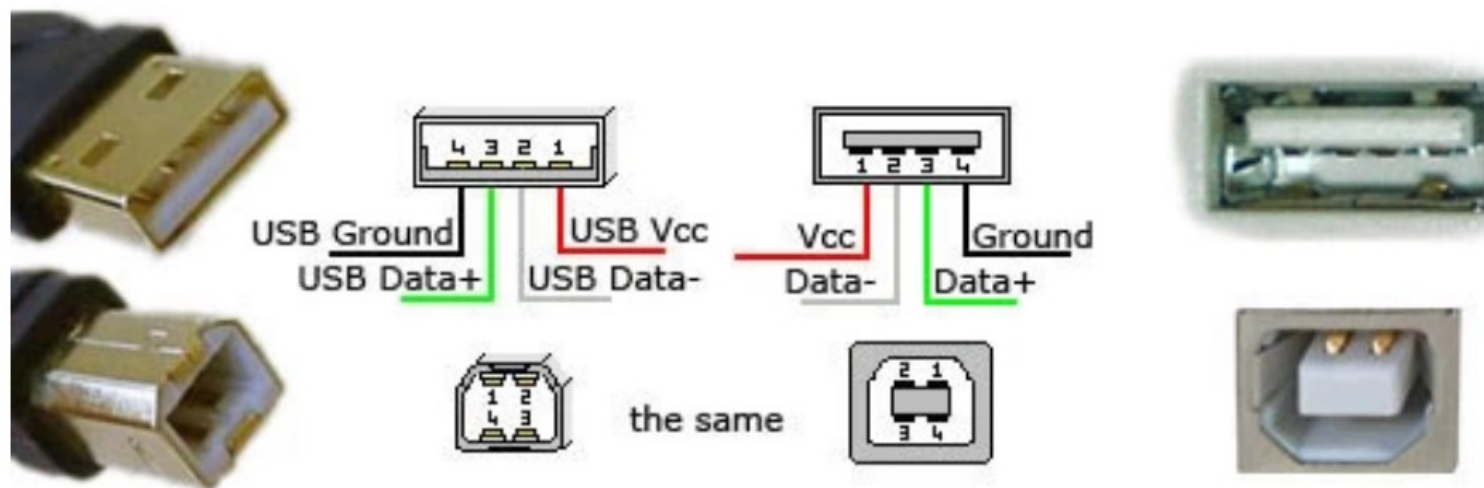 4 3 2 1
1 2 3 4
USB Ground
USB Vcc
Vcc
Ground
USB Data+
USB Data-
Data-
Data+
1 2
4 3
the same
2 1
3 4